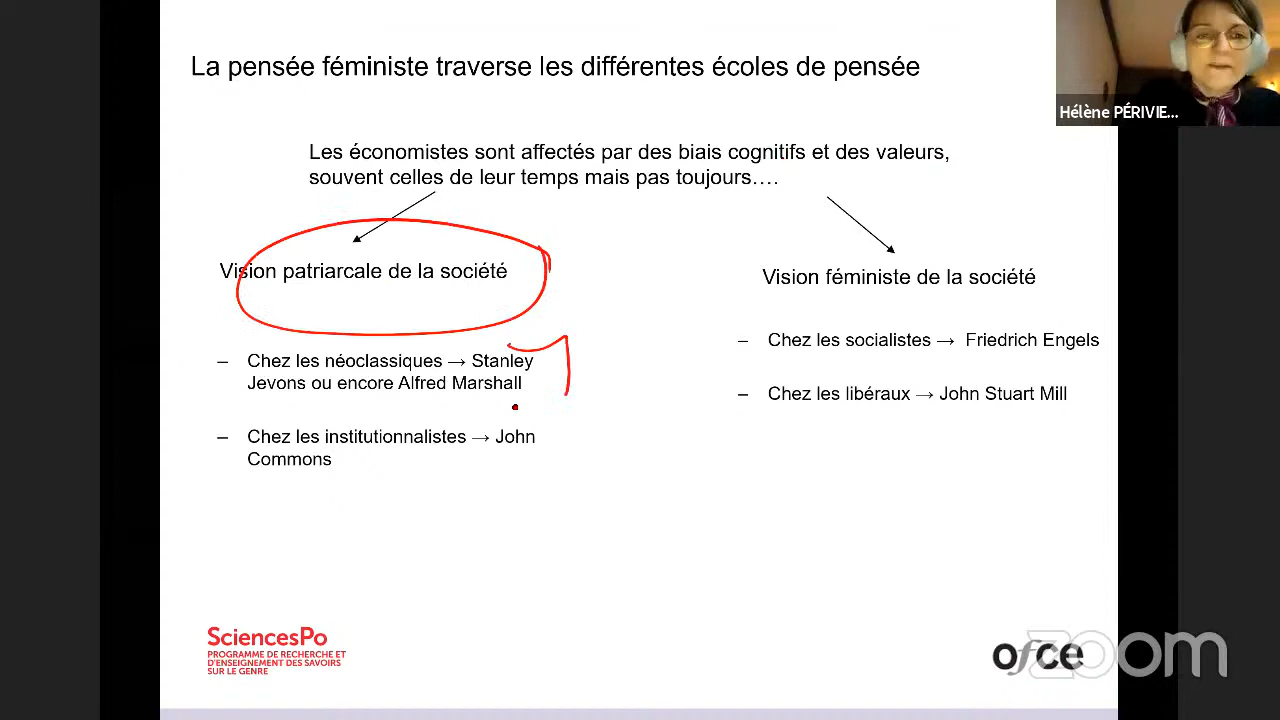 La pensée féministe traverse les différentes écoles de pensée
Hélène PÉRIVIE...
Les économistes sont affectés par des biais cognitifs et des valeurs,
souvent celles de leur temps mais pas toujours….
Vision patriarcale de la société
– Chez les néoclassiques → Stanley
Jevons ou encore Alfred Marshall
– Chez les institutionnalistes → John
Commons
Vision féministe de la société
– Chez les socialistes → Friedrich Engels
– Chez les libéraux → John Stuart Mill
SciencesPo
PROGRAMME DE RECHERCHE ET
D'ENSEIGNEMENT DES SAVOIRS
SUR LE GENRE
ofce
zoom